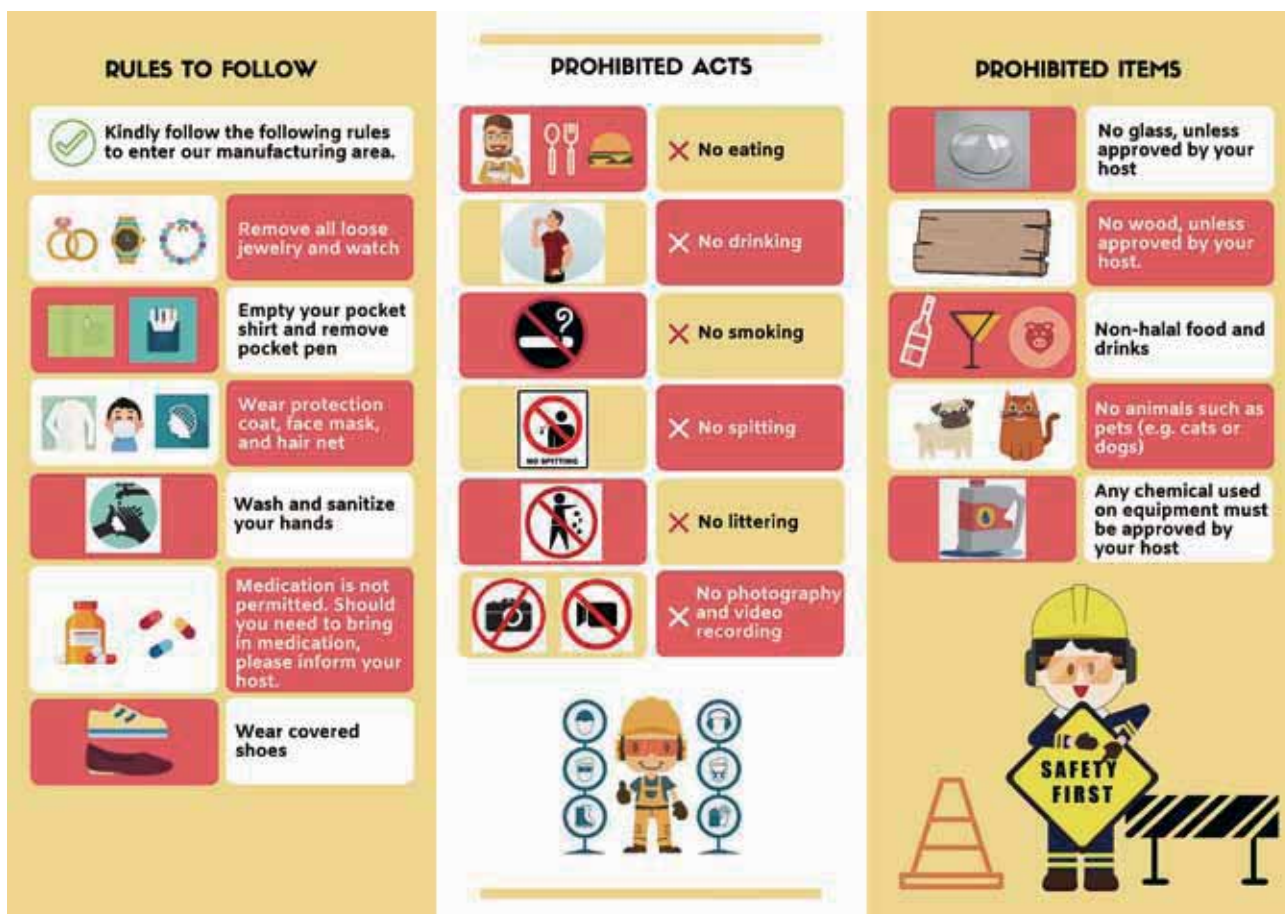 RULES TO FOLLOW
Kindly follow the following rules
to enter our manufacturing area.
Remove all loose
jewelry and watch
Empty your pocket
shirt and remove
pocket pen
Wear protection
coat, face mask,
and hair net
Wash and sanitize
your hands
Medication is not
permitted. Should
you need to bring
in medication,
please inform your
host.
Wear covered
shoes
PROHIBITED ACTS
No eating
No drinking
No smoking
No spitting
NO SPITTING
No littering
No photography
and video
recording
PROHIBITED ITEMS
No glass, unless
approved by your
host
No wood, unless
approved by your
host.
Non-halal food and
drinks
No animals such as
pets (e.g. cats or
dogs)
Any chemical used
on equipment must
be approved by
your host
SAFETY
FIRST